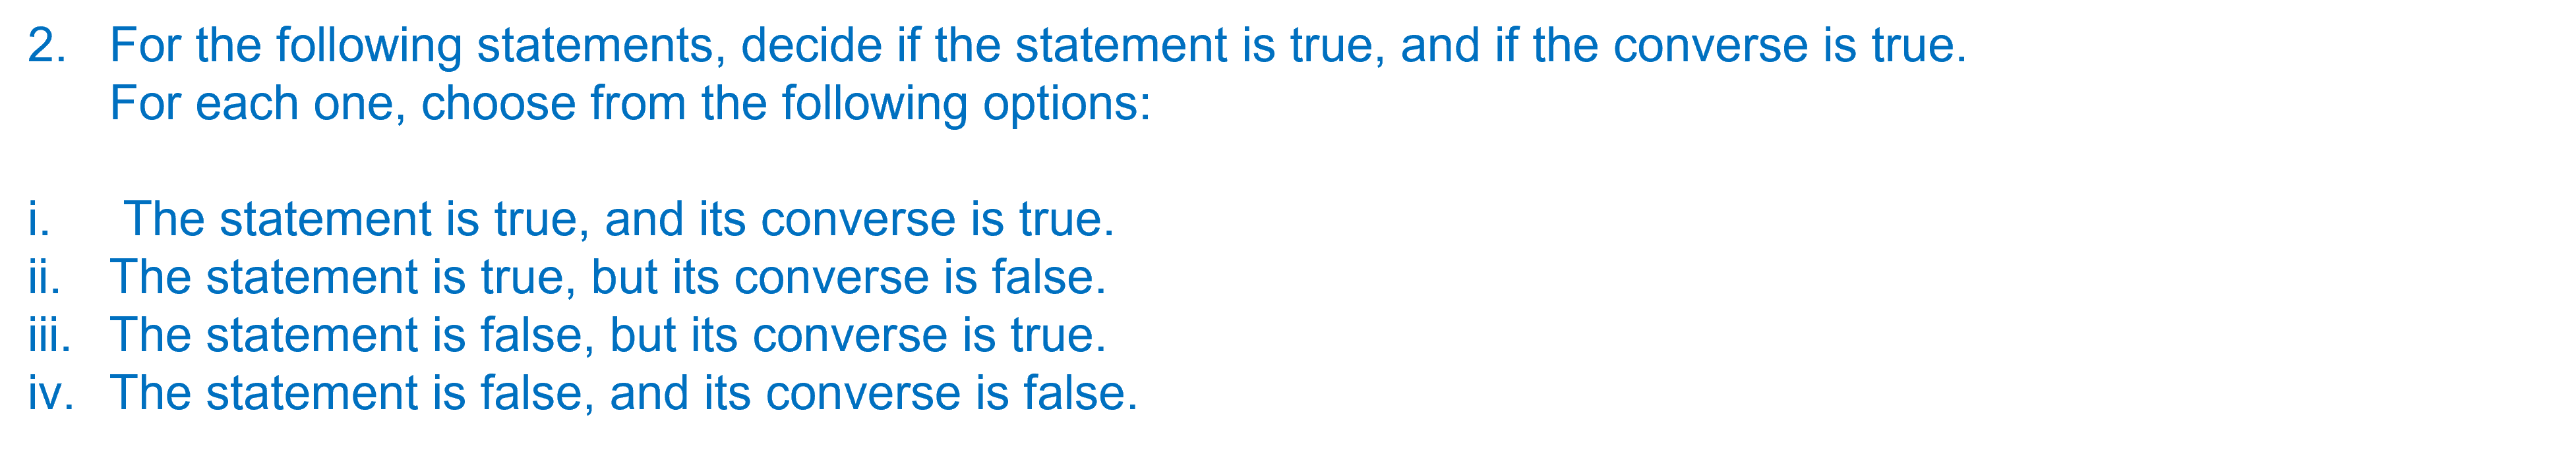 2. For the following statements, decide if the statement is true, and if the converse is true.
For each one, choose from the following options:
i. The statement is true, and its converse is true.
ii. The statement is true, but its converse is false.
iii. The statement is false, but its converse is true.
iv. The statement is false, and its converse is false.